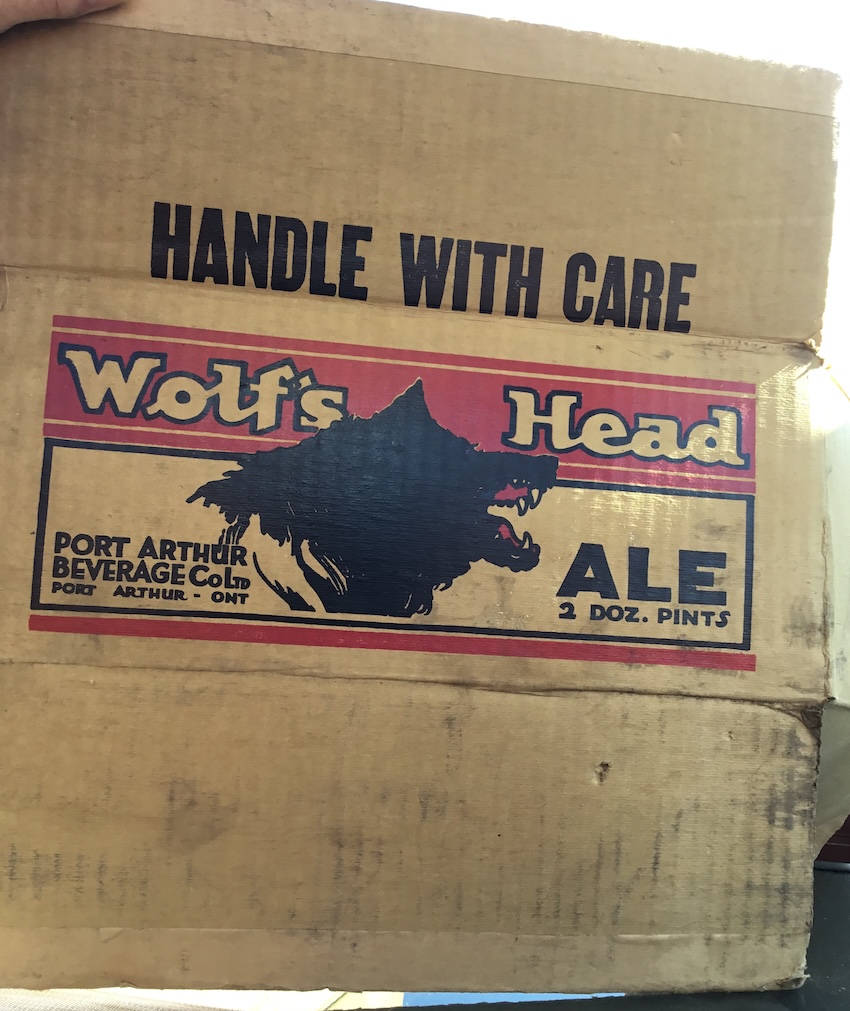 HANDLE WITH CARE
Wolf's Head
PORT ARTHUR
BEVERAGE Co LTD
PORT ARTHUR - ONT
ALE
2 DOZ. PINTS